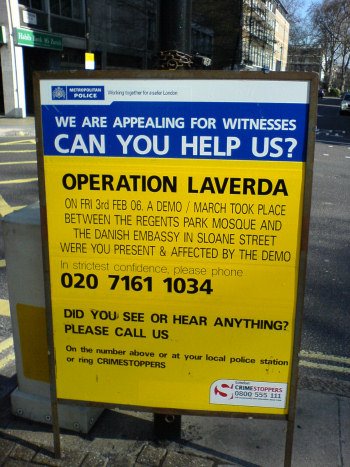 METROPOLITAN
POLICE
Working together for a safer London
WE ARE APPEALING FOR WITNESSES
CAN YOU HELP US?
OPERATION LAVERDA
ON FRI 3rd FEB 06. A DEMO / MARCH TOOK PLACE
BETWEEN THE REGENTS PARK MOSQUE AND
THE DANISH EMBASSY IN SLOANE STREET
WERE YOU PRESENT & AFFECTED BY THE DEMO
In strictest confidence, please phone
020 7161 1034
DID YOU SEE OR HEAR ANYTHING?
PLEASE CALL US
On the number above or at your local police station
or ring CRIMESTOPPERS
London
CRIMESTOPPERS
0800 555 111